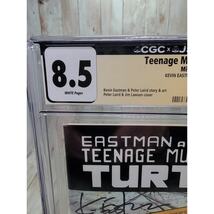 CGC
8.5
WHITE Pages
Teenage M
Mi
KEVIN EAST
Kevin Eastman & Peter Laird story & art
Peter Laird & Jim Lawson cover
EASTMAN A
TEENAGE MU
TURT